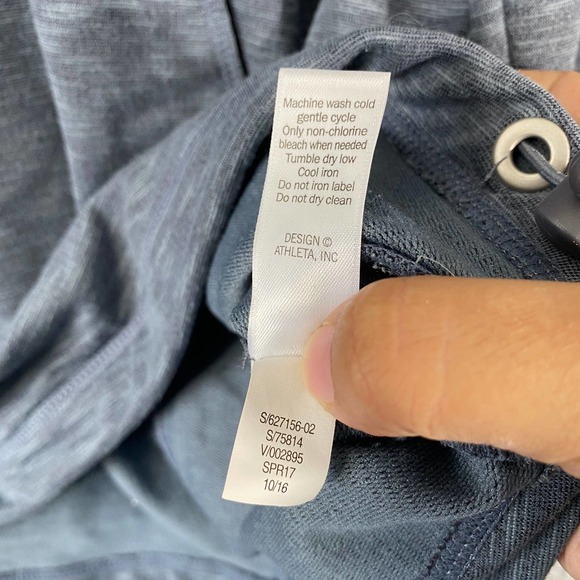 Machine wash cold
gentle cycle
Only non-chlorine
bleach when needed
Tumble dry low
Cool iron
Do not iron label
Do not dry clean
DESIGN ©
ATHLETA, INC
S/627156-02
S/75814
V/002895
SPR17
10/16